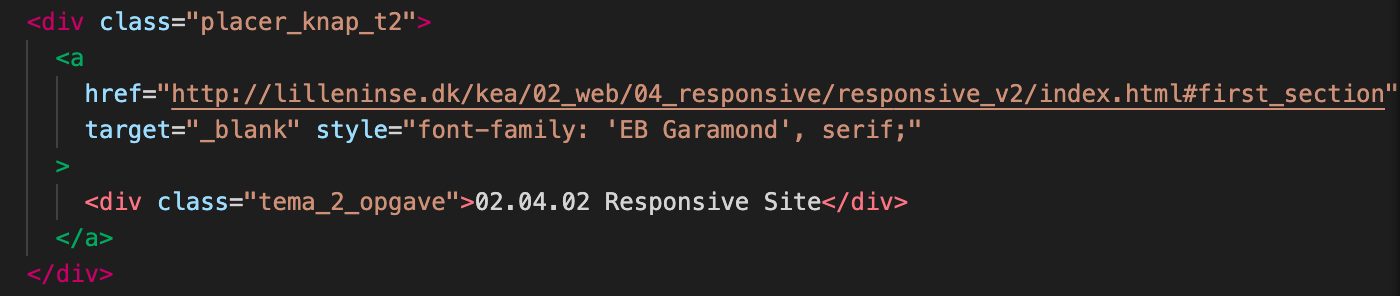 <div class="placer_knap_t2">
<a
href="http://lilleninse.dk/kea/02_web/04_responsive/responsive_v2/index.html#first_section"
target="_blank" style="font-family: 'EB Garamond', serif;"
>
<div class="tema_2_opgave">02.04.02 Responsive Site</div>
</a>
</div>